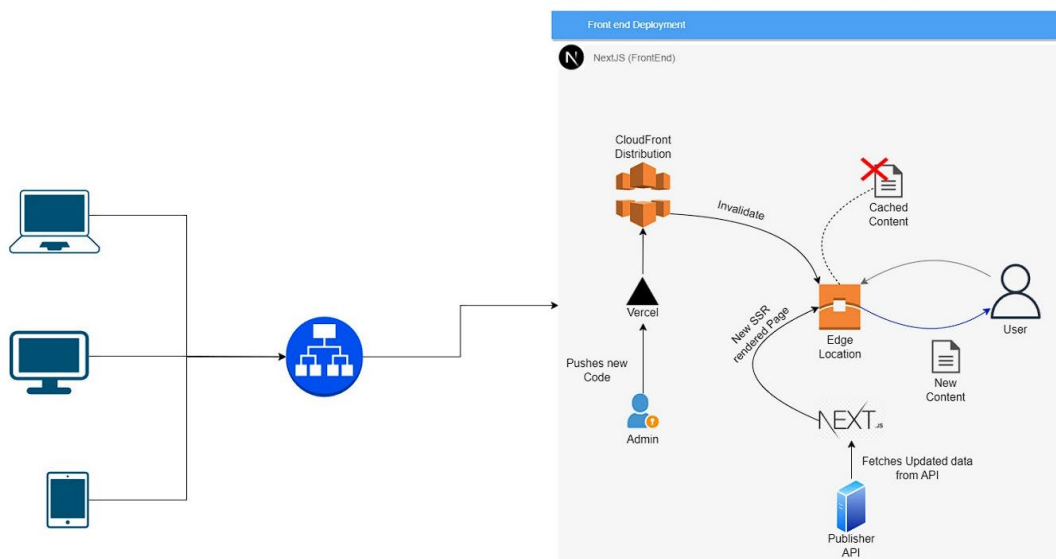 Front end Deployment
N
NextJS (FrontEnd)
CloudFront
Distribution
Invalidate
Cached
Content
Vercel
New SSR
rendered Page
Edge
Location
User
Pushes new
Code
New
Content
Admin
NEXT.JS
Fetches Updated data
from API
Publisher
API